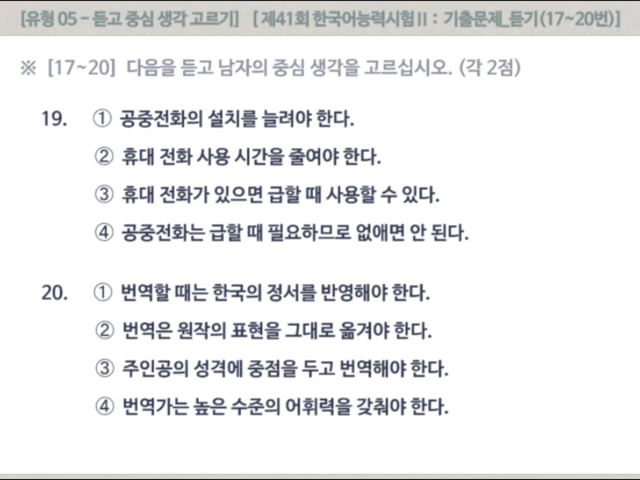 [유형 05 – 듣고 중심 생각 고르기] [제41회 한국어능력시험 II : 기출문제_듣기(17~20번)]
※ [17~20] 다음을 듣고 남자의 중심 생각을 고르십시오. (각 2점)
19. ① 공중전화의 설치를 늘려야 한다.
② 휴대 전화 사용 시간을 줄여야 한다.
③ 휴대 전화가 있으면 급할 때 사용할 수 있다.
④ 공중전화는 급할 때 필요하므로 없애면 안 된다.
20. ① 번역할 때는 한국의 정서를 반영해야 한다.
② 번역은 원작의 표현을 그대로 옮겨야 한다.
③ 주인공의 성격에 중점을 두고 번역해야 한다.
④ 번역가는 높은 수준의 어휘력을 갖춰야 한다.